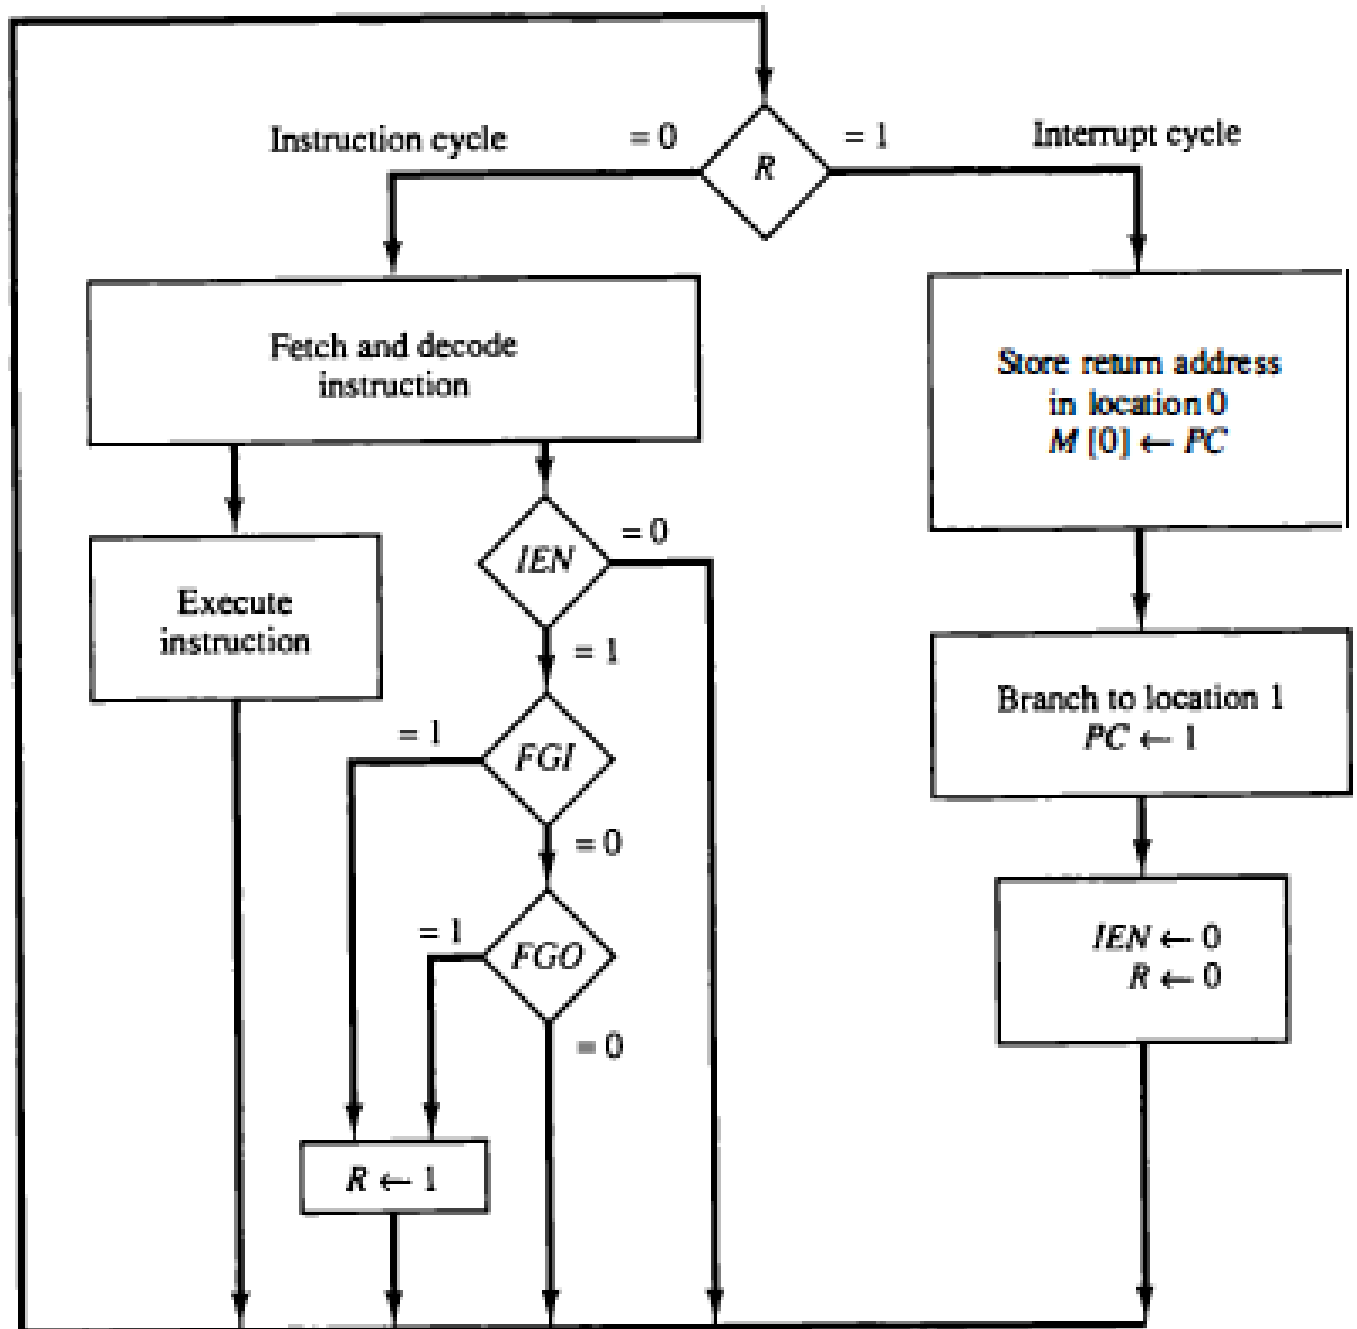 Instruction cycle
= 0
R
= 1
Interrupt cycle
Fetch and decode
instruction
Store return address
in location 0
M [0] ← PC
Execute
instruction
IEN
= 0
= 1
Branch to location 1
PC ← 1
= 1
FGI
= 0
= 1
FGO
= 0
IEN ← 0
R ← 0
R ← 1